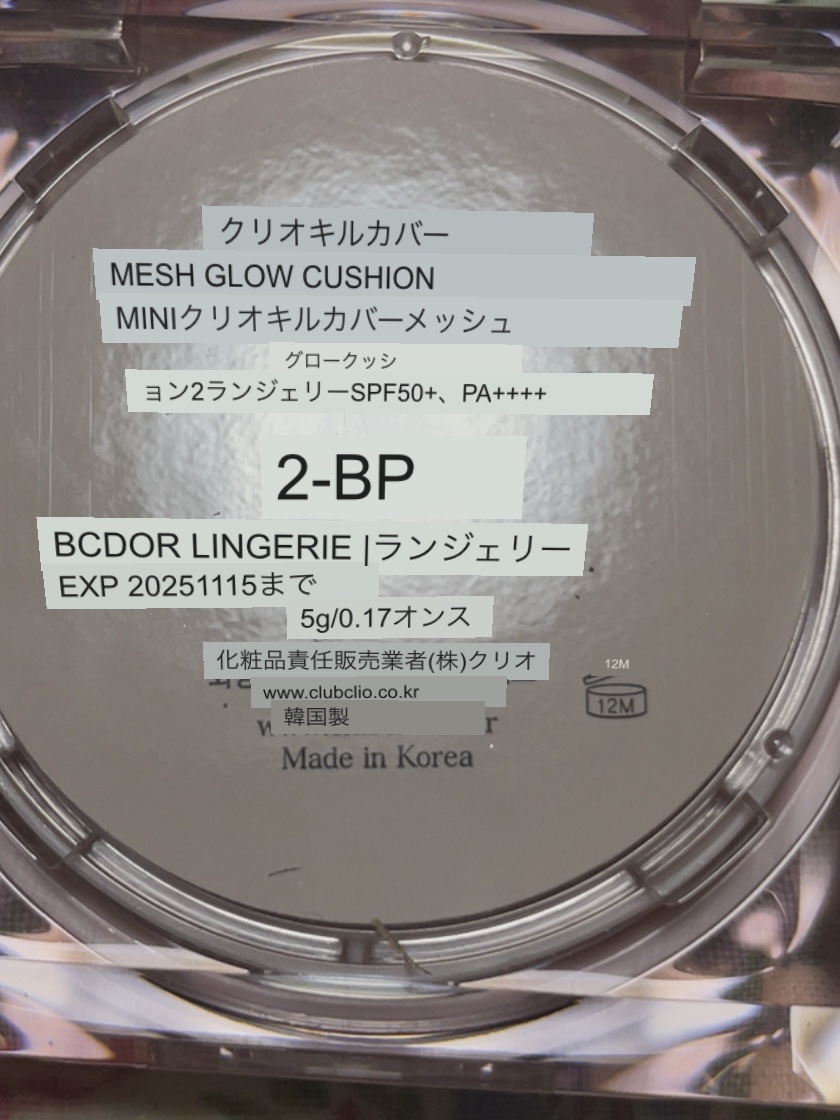 クリオキルカバー
MESH GLOW CUSHION
MINIクリオキルカバーメッシュ
グロークッシ
ョン2ランジェリーSPF50+、PA++++
2-BP
BCDOR LINGERIE |ランジェリー
EXP 20251115まで
5g/0.17オンス
化粧品責任販売業者(株)クリオ
12M
www.clubclio.co.kr
12M
韓国製
Made in Korea